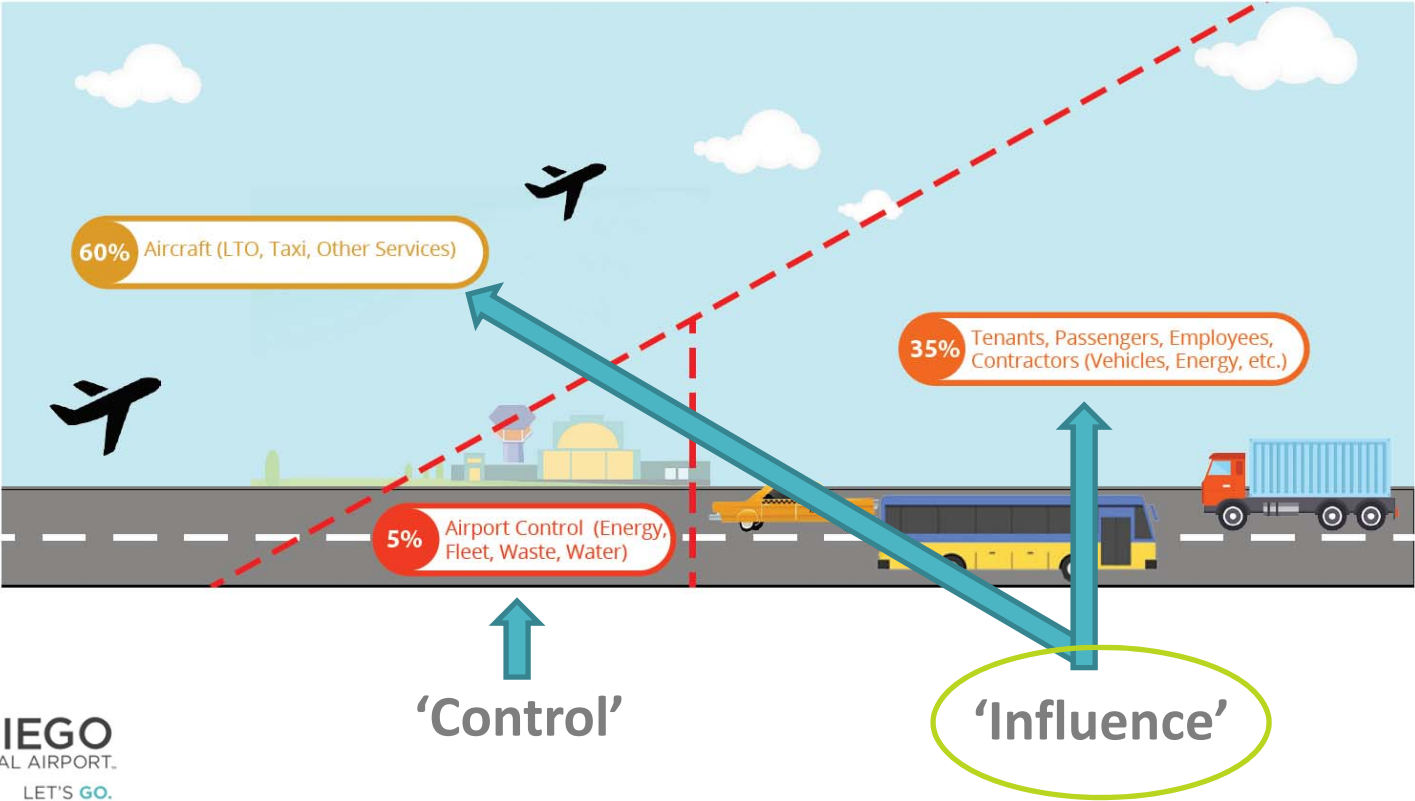 60% Aircraft (LTO, Taxi, Other Services)
35% Tenants, Passengers, Employees,
Contractors (Vehicles, Energy, etc.)
5% Airport Control (Energy,
Fleet, Waste, Water)
‘Control’
‘Influence’
IEGO
AL AIRPORT™
LET'S GO.